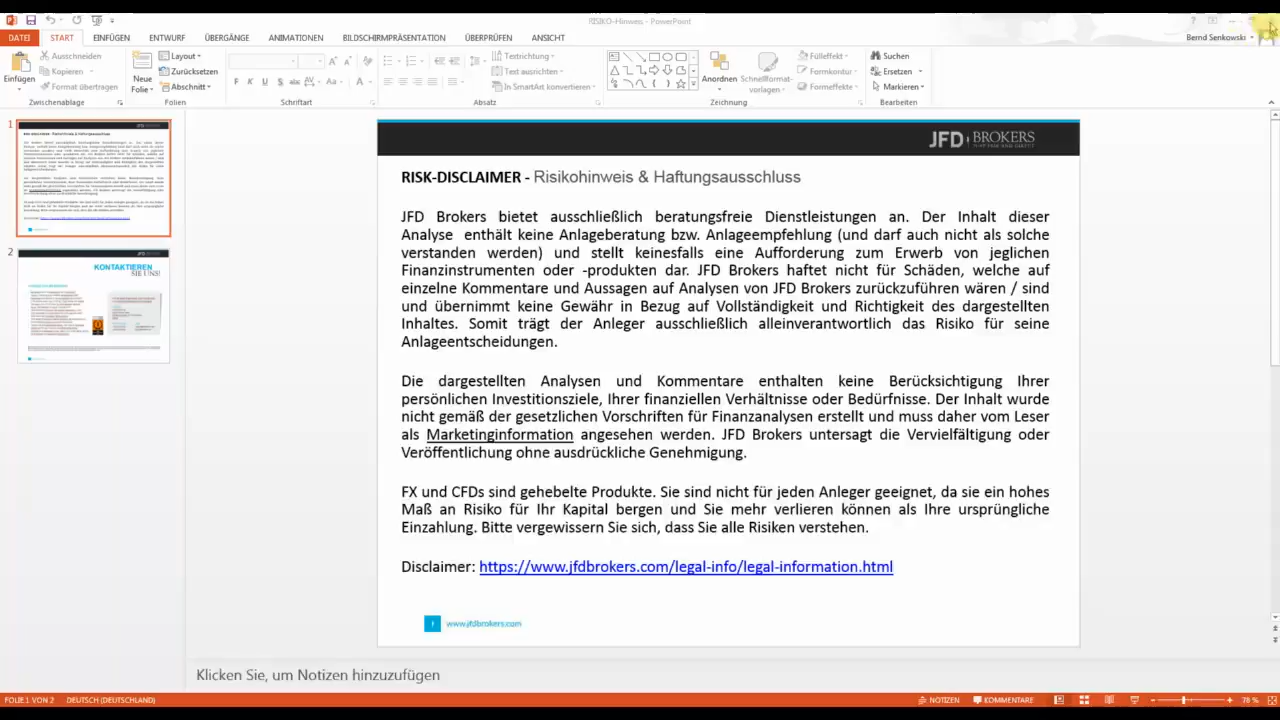 RISIKO-Hinweis - PowerPoint
DATEI START EINFÜGEN ENTWURF ÜBERGÄNGE ANIMATIONEN BILDSCHIRMPRÄSENTATION ÜBERPRÜFEN ANSICHT Bernd Senkowski
Einfügen
Ausschneiden
Kopieren
Format übertragen
Zwischenablage
Neue Folie
Layout
Zurücksetzen
Abschnitt
Folien
Schriftart
Textrichtung
Text ausrichten
In SmartArt konvertieren
Absatz
Anordnen
Schnellformat-
vorlagen
Fülleffekt
Formkontur
Formeffekte
Zeichnung
Suchen
Ersetzen
Markieren
Bearbeiten
1
2
KONTAKTIEREN
SIE UNS!
JFD BROKERS
RISK-DISCLAIMER - Risikohinweis & Haftungsausschluss
JFD Brokers bietet ausschließlich beratungsfreie Dienstleistungen an. Der Inhalt dieser
Analyse enthält keine Anlageberatung bzw. Anlageempfehlung (und darf auch nicht als solche
verstanden werden) und stellt keinesfalls eine Aufforderung zum Erwerb von jeglichen
Finanzinstrumenten oder -produkten dar. JFD Brokers haftet nicht für Schäden, welche auf
einzelne Kommentare und Aussagen auf Analysen von JFD Brokers zurückzuführen wären / sind
und keine Gewähr in Bezug auf und Richtigkeit des dargestellten
Inhaltes. trägt der Anleger alleinverantwortlich das Risiko für seine
Anlageentscheidungen.
Die dargestellten Analysen und Kommentare enthalten keine Berücksichtigung Ihrer
persönlichen Investitionsziele, Ihrer finanziellen Verhältnisse oder Bedürfnisse. Der Inhalt wurde
nicht gemäß der gesetzlichen Vorschriften für Finanzanalysen erstellt und muss daher vom Leser
als Marketinginformation angesehen werden. JFD Brokers untersagt die Vervielfältigung oder
Veröffentlichung ohne ausdrückliche Genehmigung.
FX und CFDs sind gehebelte Produkte. Sie sind nicht für jeden Anleger geeignet, da sie ein hohes
Maß an Risiko für Ihr Kapital bergen und Sie mehr verlieren können als Ihre ursprüngliche
Einzahlung. Bitte vergewissern Sie sich, dass Sie alle Risiken verstehen.
Disclaimer: https://www.jfdbrokers.com/legal-info/legal-information.html
www.jfdbrokers.com
Klicken Sie, um Notizen hinzuzufügen
FOLIE 1 VON 2 DEUTSCH (DEUTSCHLAND) NOTIZEN KOMMENTARE 78 %